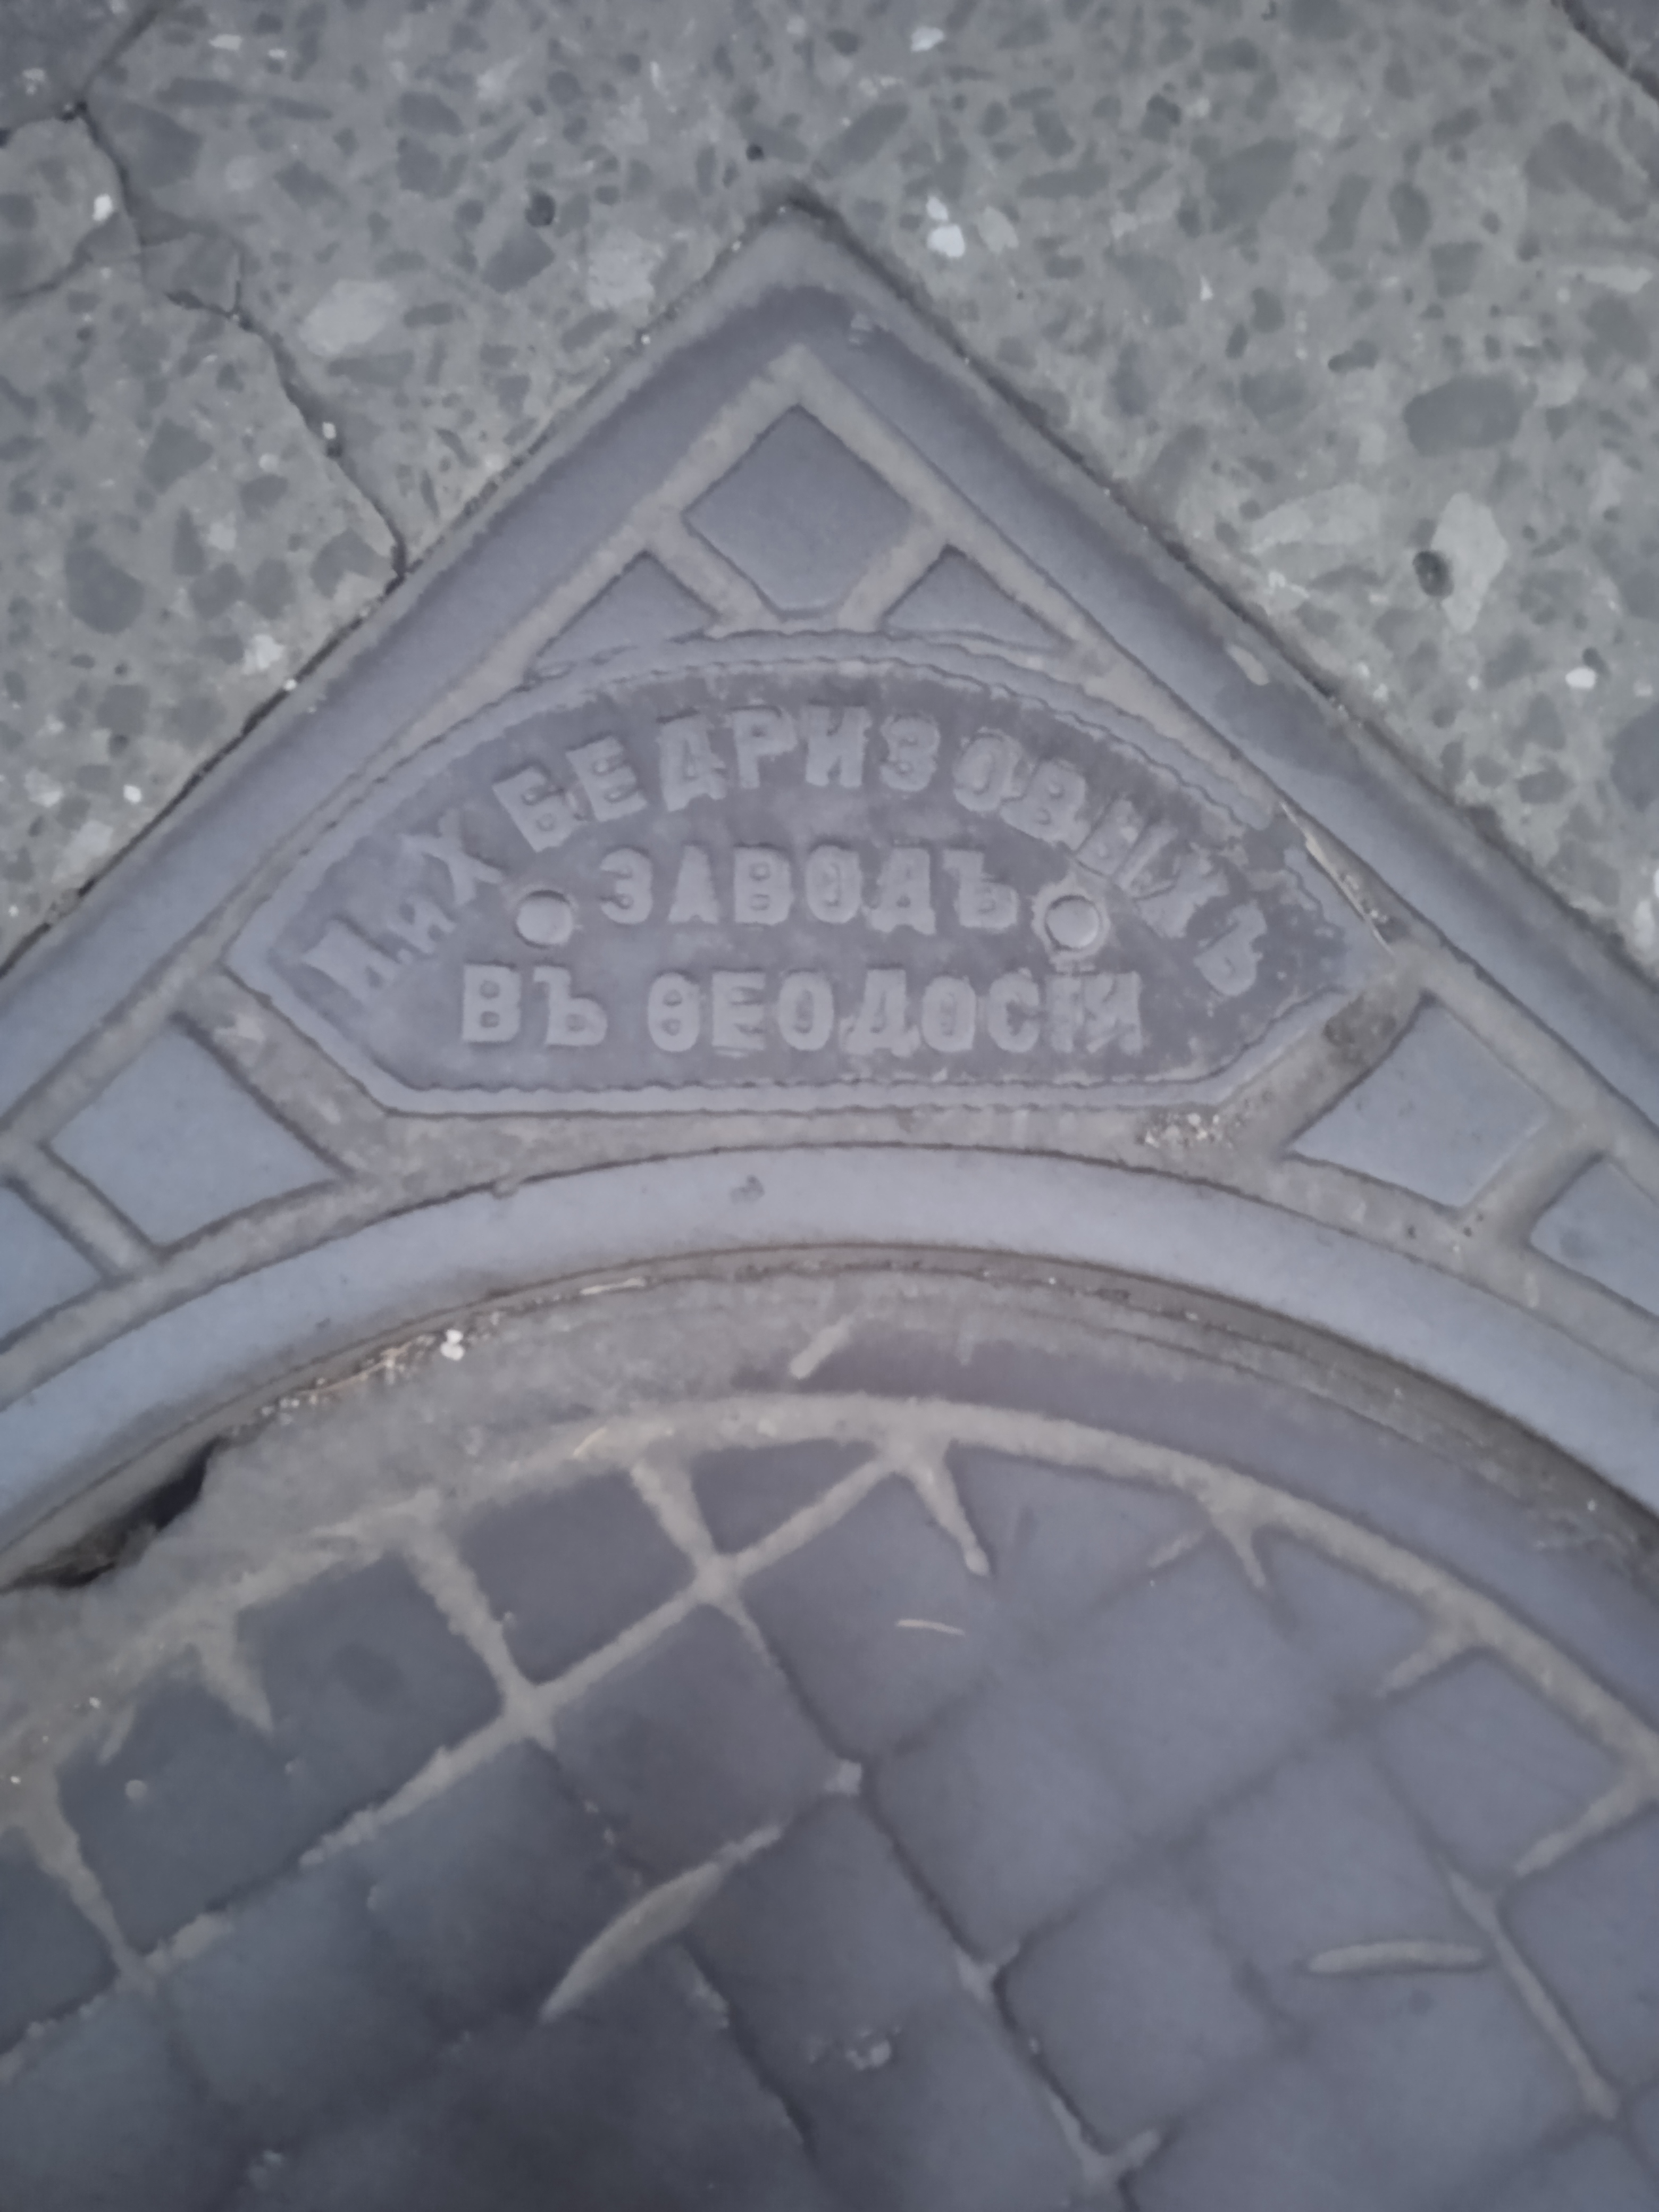 И. и Х БЕДРИЗОВЫХЪ
ЗАВОДЪ
ВЪ ѲЕОДОСІИ